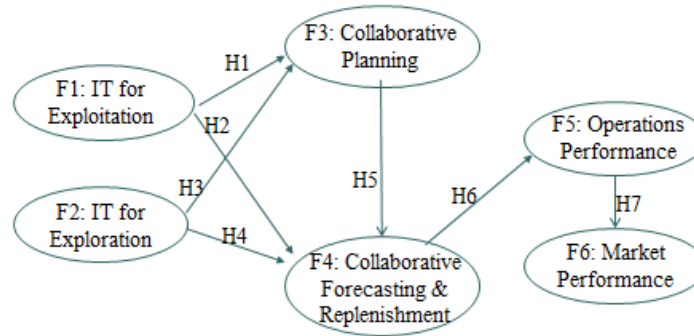 F3: Collaborative
Planning
H1
F1: IT for
Exploitation
H2
F5: Operations
Performance
H3
H5
H6
H7
F2: IT for
Exploration
H4
F4: Collaborative
Forecasting &
Replenishment
F6: Market
Performance